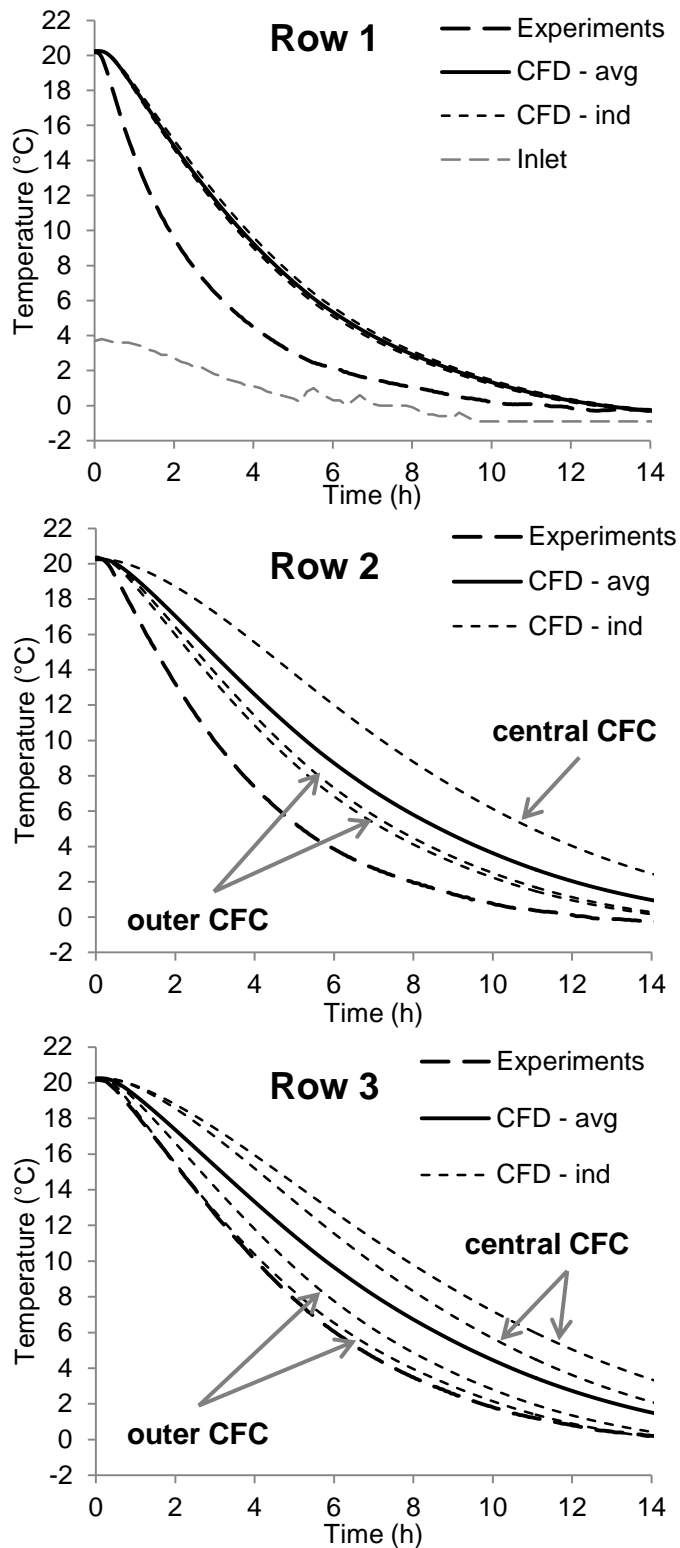 Row 1
Experiments
CFD - avg
CFD - ind
Inlet
Temperature (°C)
22
20
18
16
14
12
10
8
6
4
2
0
-2
0 2 4 6 8 10 12 14
Time (h)
Row 2
Experiments
CFD - avg
CFD - ind
central CFC
outer CFC
Temperature (°C)
22
20
18
16
14
12
10
8
6
4
2
0
-2
0 2 4 6 8 10 12 14
Time (h)
Row 3
Experiments
CFD - avg
CFD - ind
central CFC
outer CFC
Temperature (°C)
22
20
18
16
14
12
10
8
6
4
2
0
-2
0 2 4 6 8 10 12 14
Time (h)